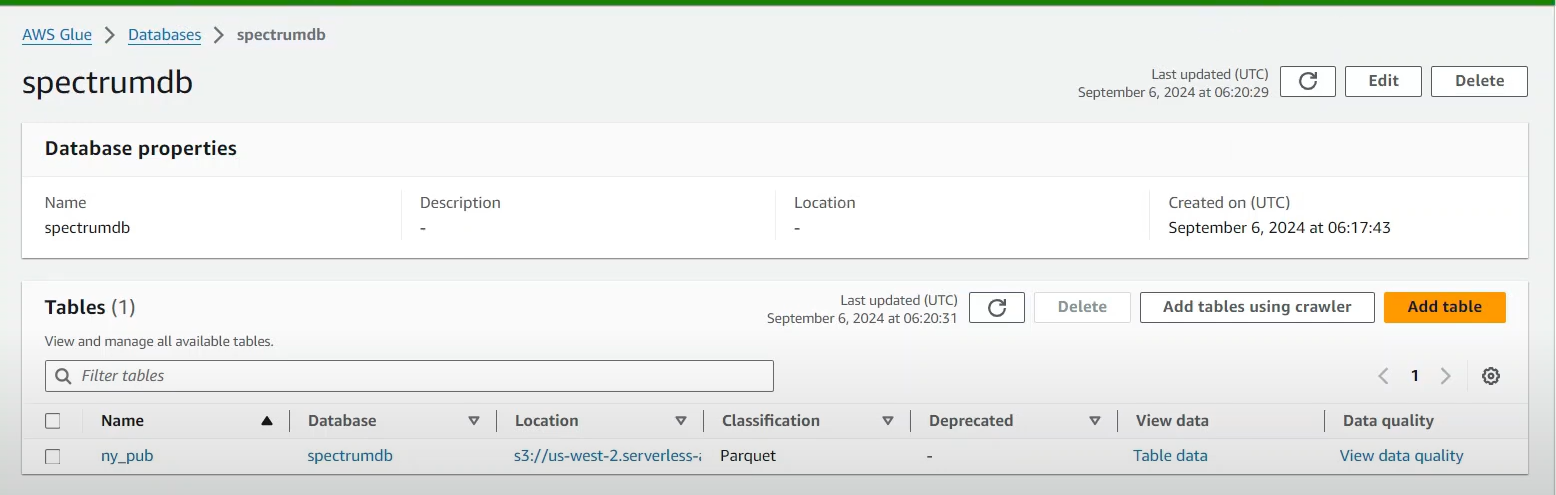 AWS Glue > Databases > spectrumdb
spectrumdb
Last updated (UTC)
September 6, 2024 at 06:20:29
Edit
Delete
Database properties
Name
spectrumdb
Description
-
Location
-
Created on (UTC)
September 6, 2024 at 06:17:43
Tables (1)
Last updated (UTC)
September 6, 2024 at 06:20:31
Delete
Add tables using crawler
Add table
View and manage all available tables.
Filter tables
1
Name Database Location Classification Deprecated View data Data quality
ny_pub spectrumdb s3://us-west-2.serverless- Parquet - Table data View data quality